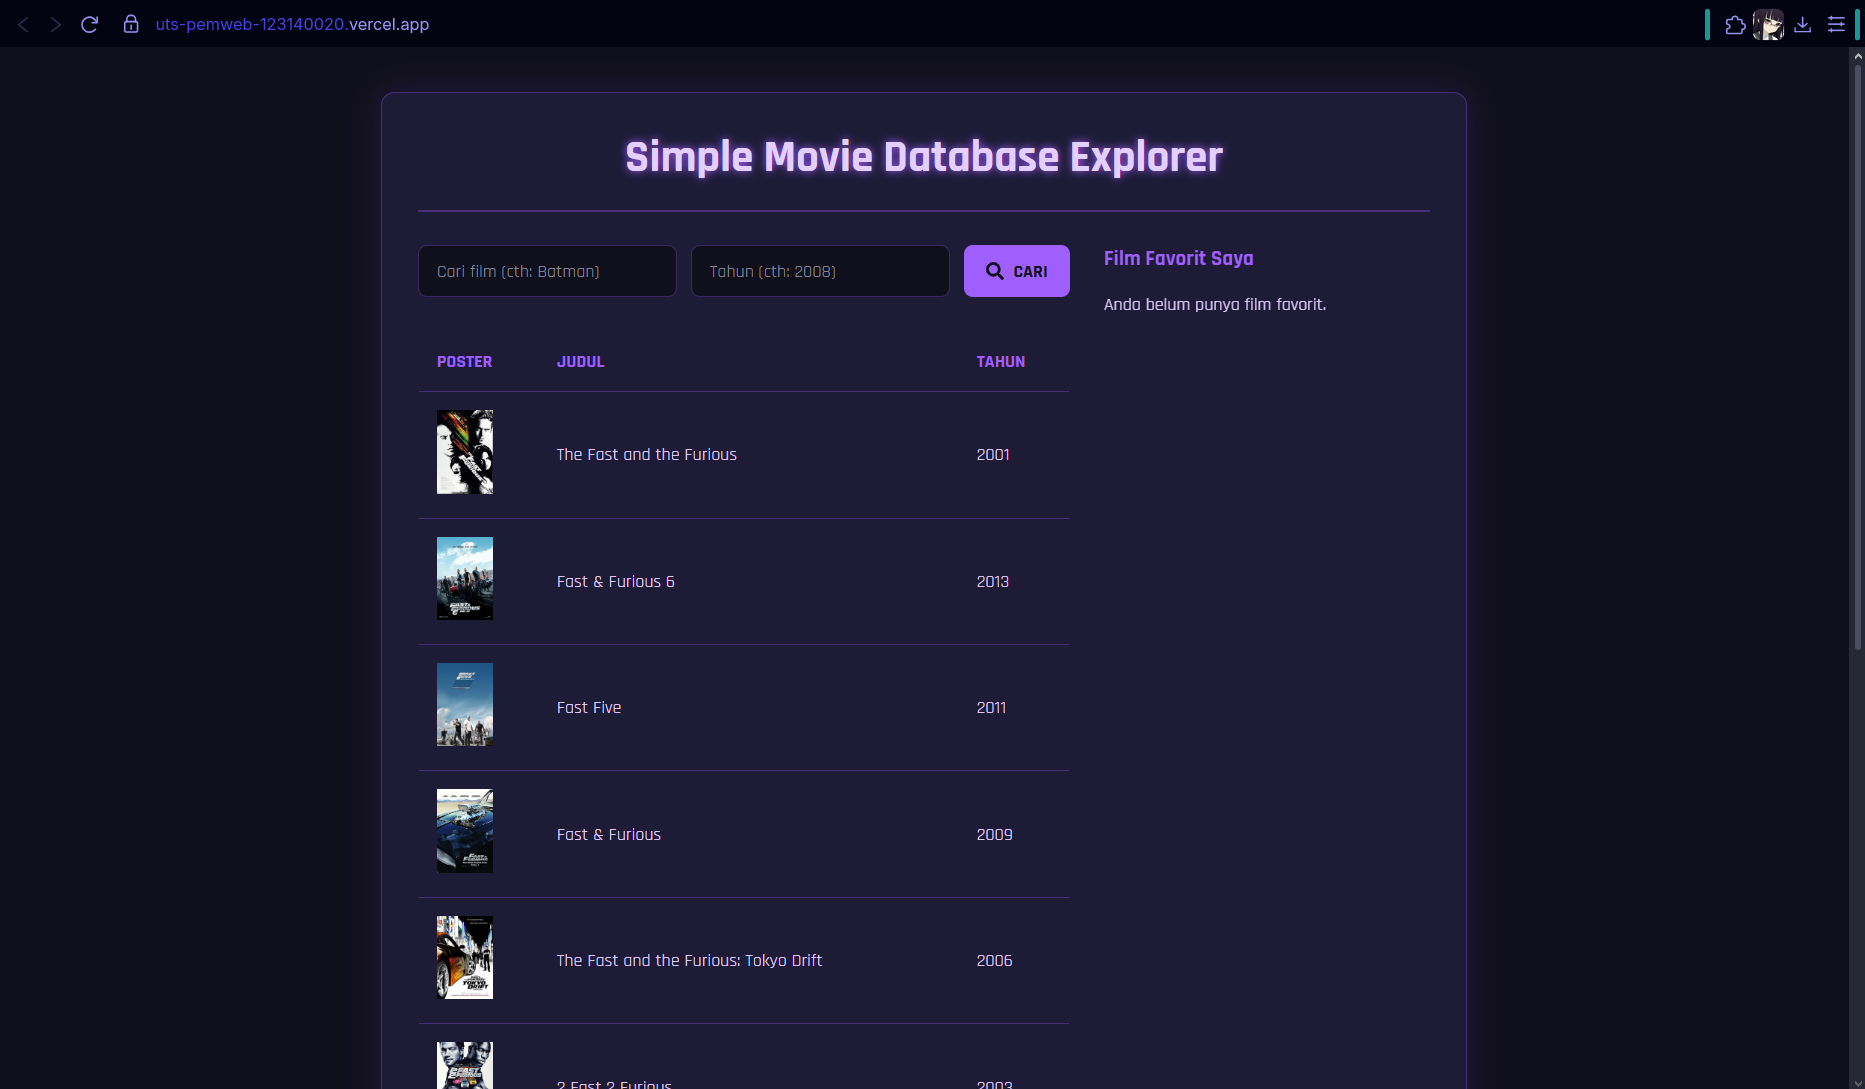 uts-pemweb-123140020.vercel.app
Simple Movie Database Explorer
Cari film (cth: Batman)
Tahun (cth: 2008)
CARI
Film Favorit Saya
Anda belum punya film favorit.
POSTER JUDUL TAHUN
The Fast and the Furious 2001
Fast & Furious 6 2013
Fast Five 2011
Fast & Furious 2009
The Fast and the Furious: Tokyo Drift 2006
2 Fast 2 Furious 2003